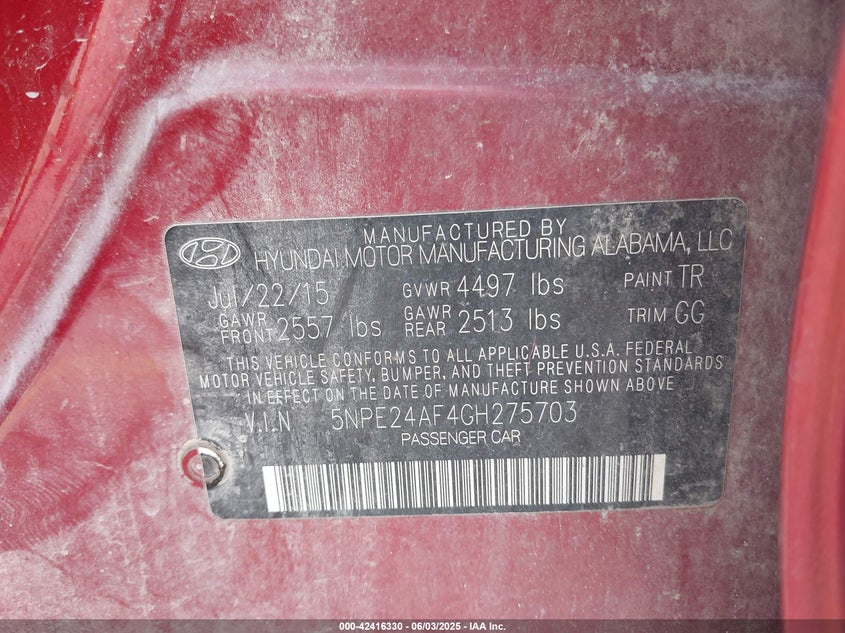 MANUFACTURED BY
HYUNDAI MOTOR MANUFACTURING ALABAMA, LLC
Jul/22/15 GVWR 4497 lbs PAINT TR
GAWR FRONT 2557 lbs GAWR REAR 2513 lbs TRIM GG
THIS VEHICLE CONFORMS TO ALL APPLICABLE U.S.A. FEDERAL
MOTOR VEHICLE SAFETY, BUMPER, AND THEFT PREVENTION STANDARDS
IN EFFECT ON THE DATE OF MANUFACTURE SHOWN ABOVE
V.I.N 5NPE24AF4GH275703
PASSENGER CAR
000-42416330 - 06/03/2025 - IAA Inc.